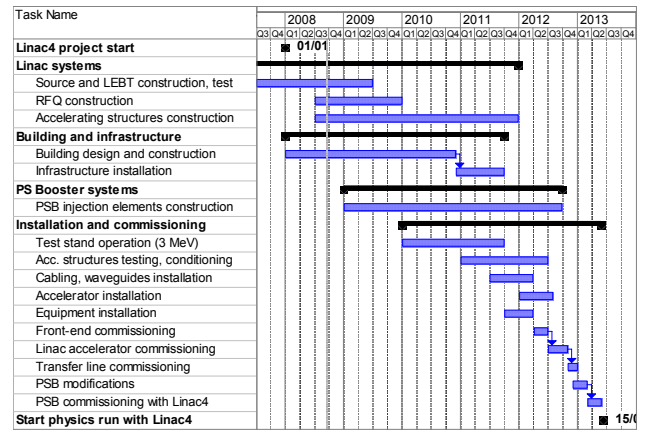 Task Name
2008 2009 2010 2011 2012 2013
Q3 Q4 Q1 Q2 Q3 Q4 Q1 Q2 Q3 Q4 Q1 Q2 Q3 Q4 Q1 Q2 Q3 Q4 Q1 Q2 Q3 Q4 Q1 Q2 Q3 Q4
Linac4 project start 01/01
Linac systems
Source and LEBT construction, test
RFQ construction
Accelerating structures construction
Building and infrastructure
Building design and construction
Infrastructure installation
PS Booster systems
PSB injection elements construction
Installation and commissioning
Test stand operation (3 MeV)
Acc. structures testing, conditioning
Cabling, waveguides installation
Accelerator installation
Equipment installation
Front-end commissioning
Linac accelerator commissioning
Transfer line commissioning
PSB modifications
PSB commissioning with Linac4
Start physics run with Linac4 15/